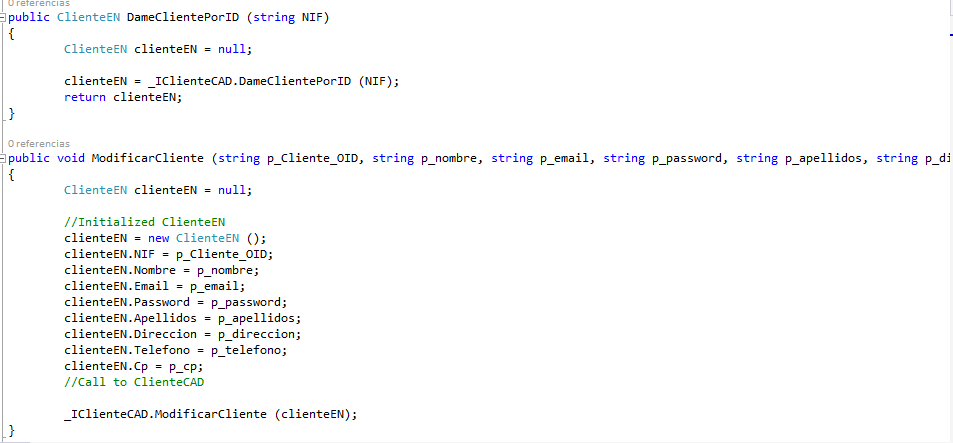 0 referencias
public ClienteEN DameClientePorID (string NIF)
{
ClienteEN clienteEN = null;
clienteEN = _IClienteCAD.DameClientePorID (NIF);
return clienteEN;
}
0 referencias
public void ModificarCliente (string p_Cliente_OID, string p_nombre, string p_email, string p_password, string p_apellidos, string p_di
{
ClienteEN clienteEN = null;
//Initialized ClienteEN
clienteEN = new ClienteEN ();
clienteEN.NIF = p_Cliente_OID;
clienteEN.Nombre = p_nombre;
clienteEN.Email = p_email;
clienteEN.Password = p_password;
clienteEN.Apellidos = p_apellidos;
clienteEN.Direccion = p_direccion;
clienteEN.Telefono = p_telefono;
clienteEN.Cp = p_cp;
//Call to ClienteCAD
_IClienteCAD.ModificarCliente (clienteEN);
}